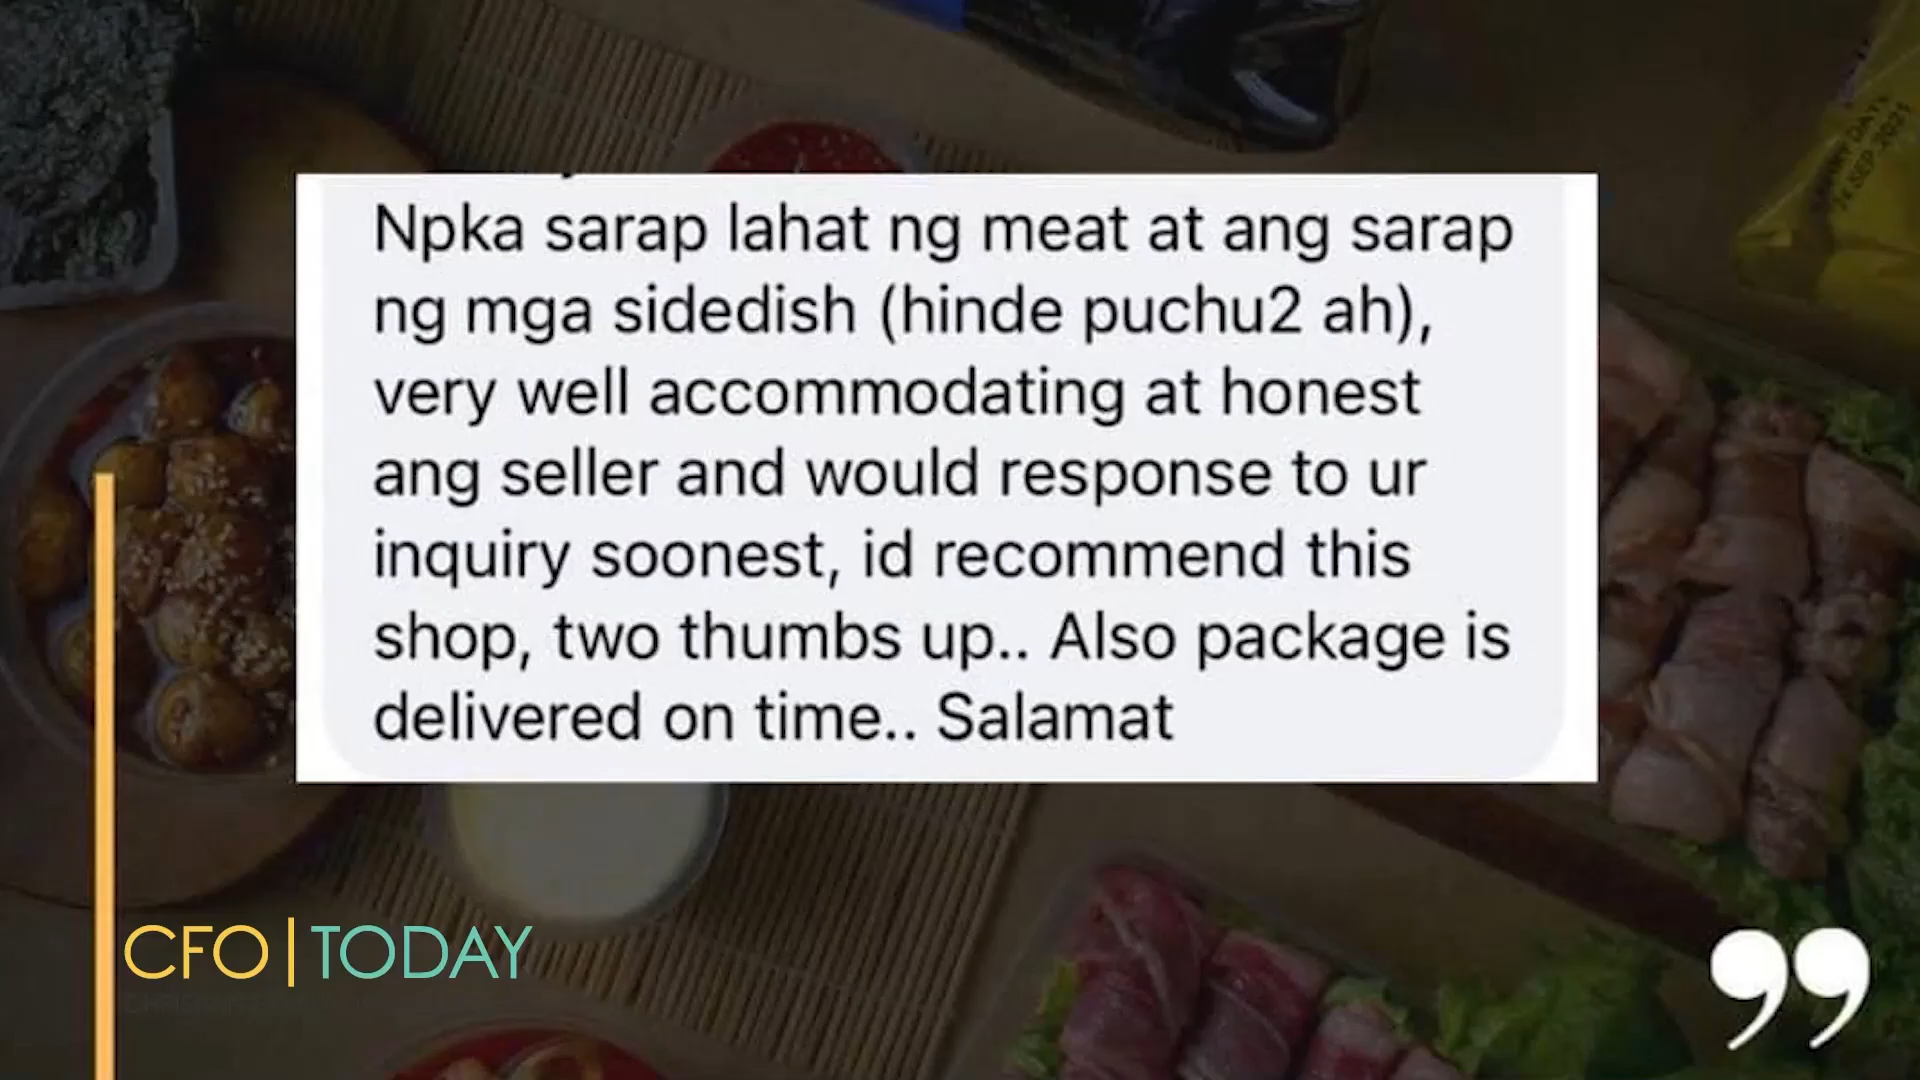 Npka sarap lahat ng meat at ang sarap
ng mga sidedish (hinde puchu2 ah),
very well accommodating at honest
ang seller and would response to ur
inquiry soonest, id recommend this
shop, two thumbs up.. Also package is
delivered on time.. Salamat
CFO|TODAY
”